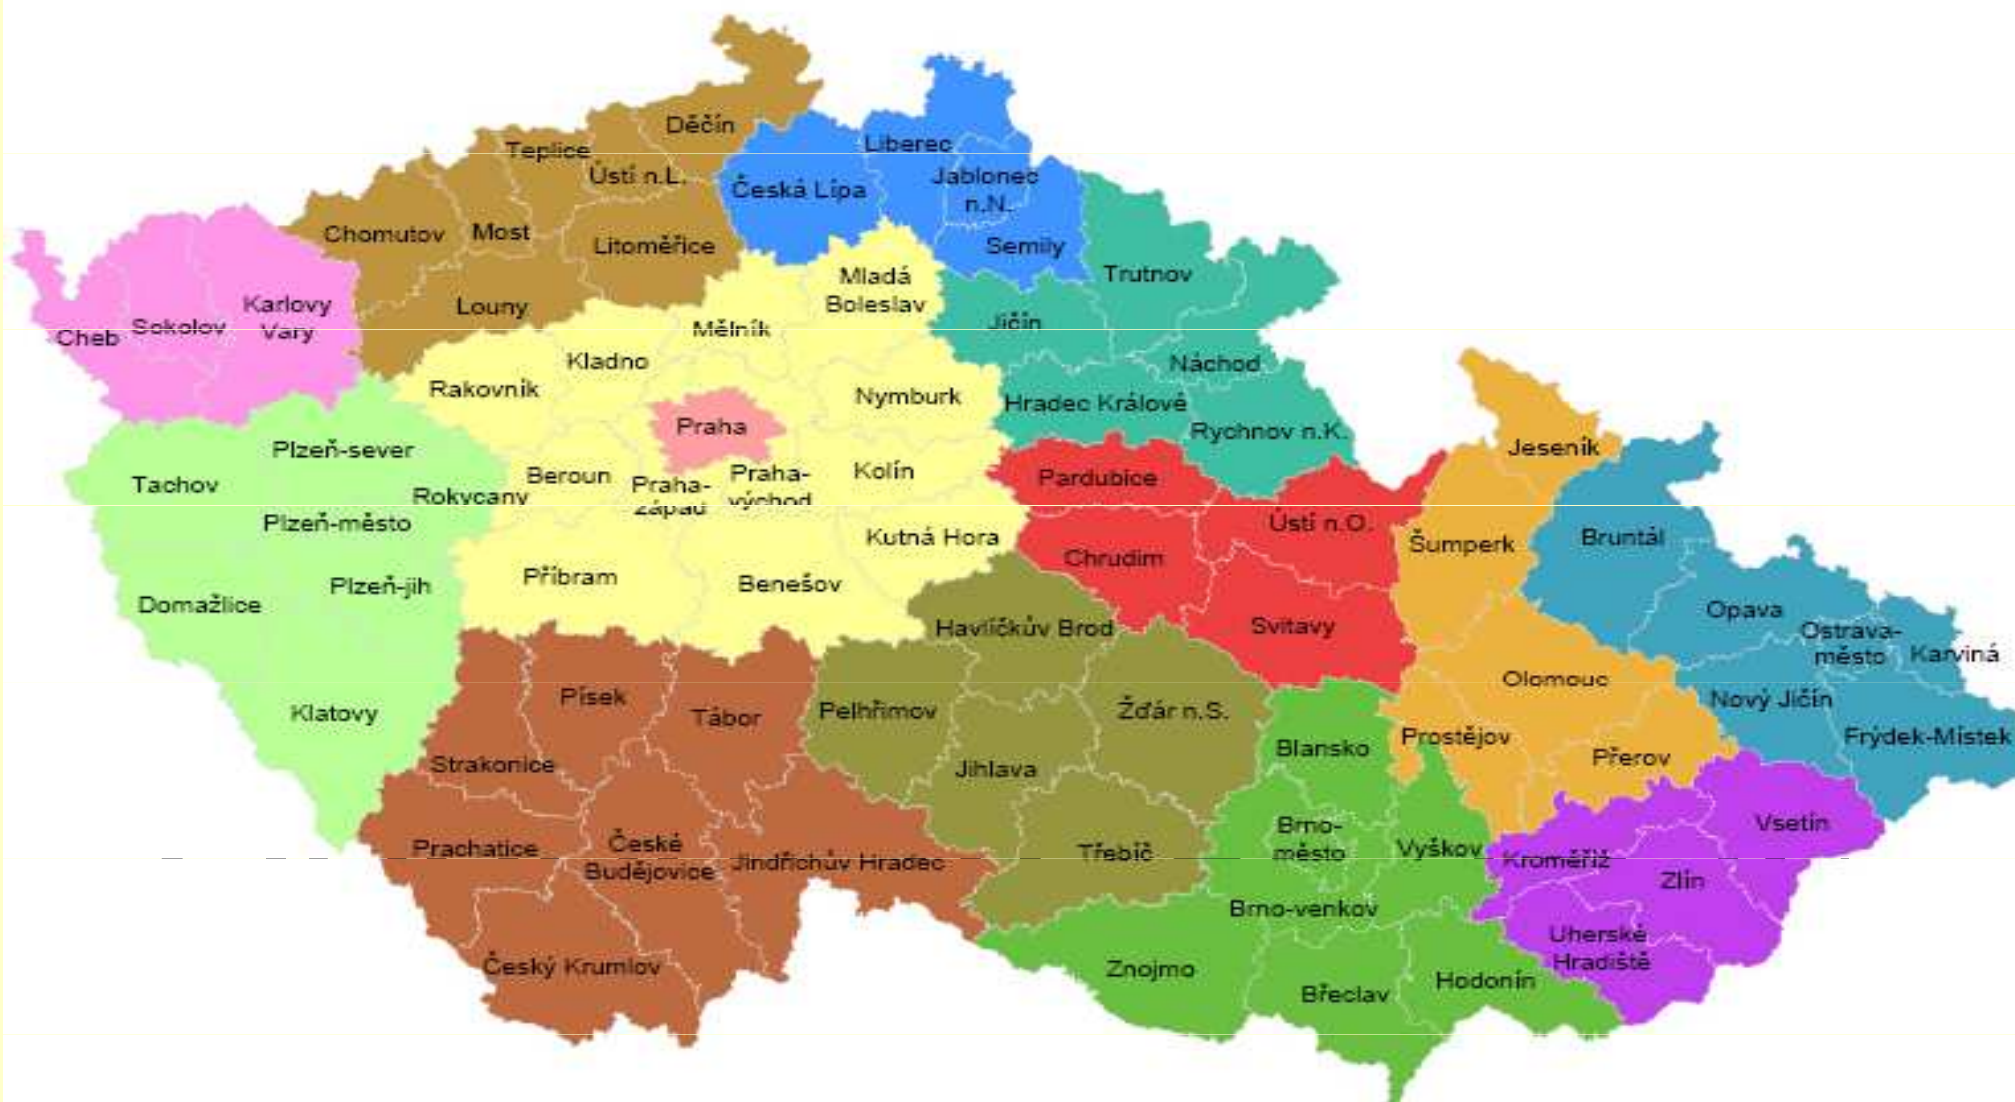 Děčín
Teplice
Ústí n.L.
Liberec
Česká Lípa
Jablonec
n.N.
Chomutov
Most
Litoměřice
Semily
Trutnov
Mladá
Boleslav
Karlovy
Vary
Louny
Cheb
Sokolov
Mělník
Jičín
Kladno
Náchod
Rakovník
Nymburk
Hradec Králové
Praha
Rychnov n.K.
Plzeň-sever
Jeseník
Tachov
Rokycany
Beroun
Praha-
západ
Praha-
východ
Kolín
Pardubice
Plzeň-město
Ústí n.O.
Kutná Hora
Šumperk
Bruntál
Chrudim
Příbram
Benešov
Plzeň-jih
Domažlice
Opava
Havlíčkův Brod
Svitavy
Ostrava-
město
Karviná
Olomouc
Písek
Nový Jičín
Klatovy
Tábor
Pelhřimov
Žďár n.S.
Prostějov
Frýdek-Místek
Blansko
Přerov
Strakonice
Jihlava
Vsetín
Brno-
město
Prachatice
České
Budějovice
Jindřichův Hradec
Třebíč
Vyškov
Kroměříž
Zlín
Brno-venkov
Uherské
Hradiště
Český Krumlov
Znojmo
Břeclav
Hodonín